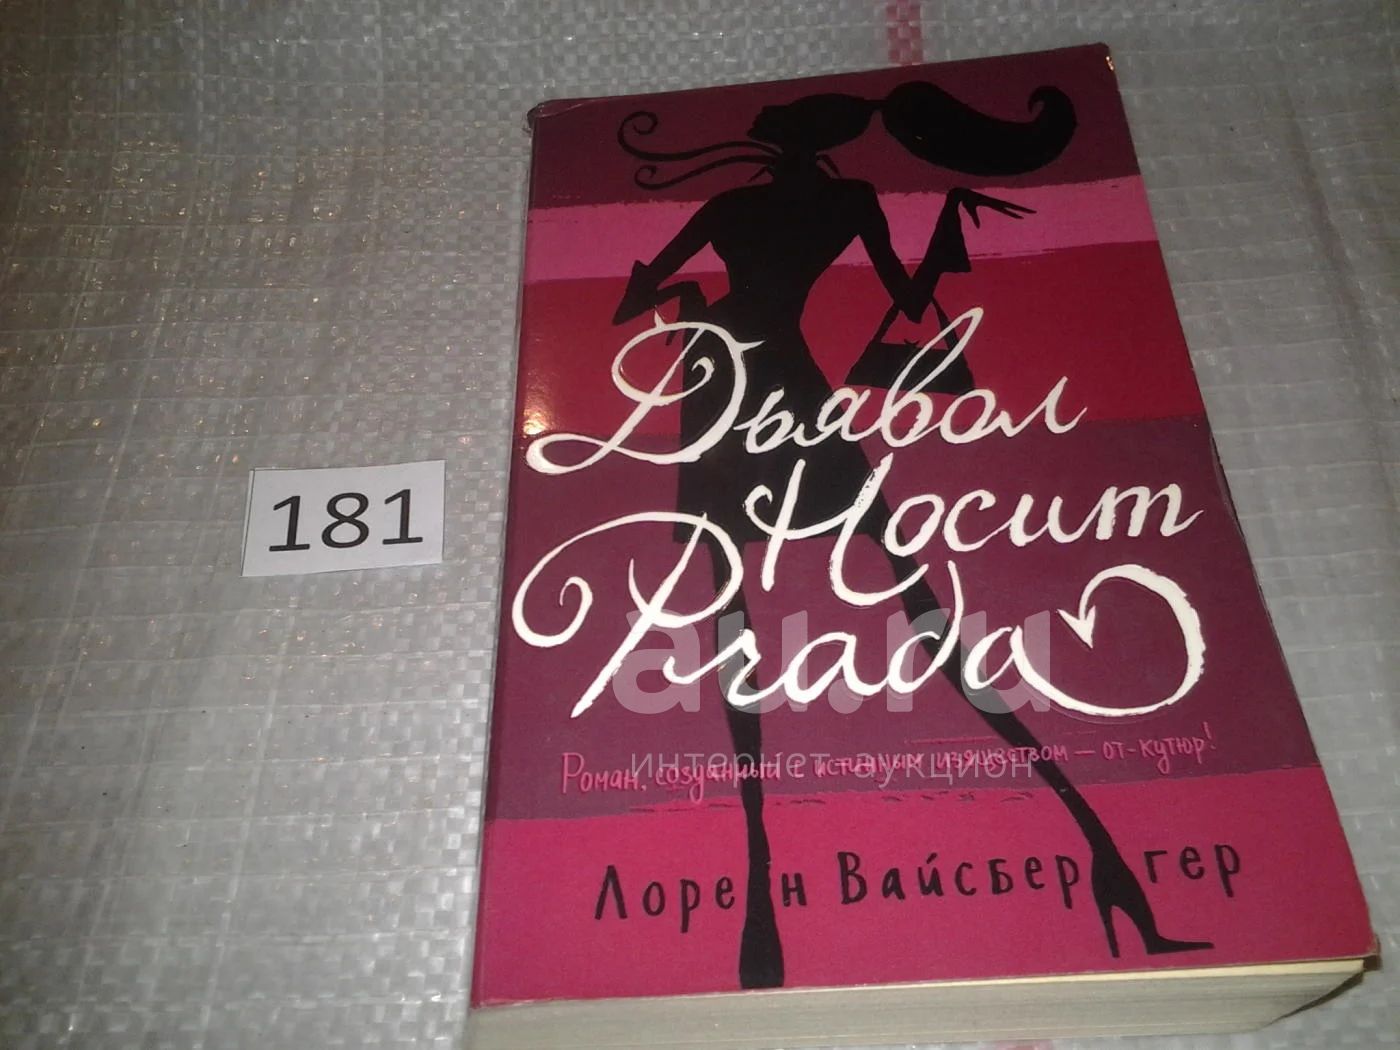 181
Дьявол
Носит
Prada
Роман, созданный с истинным изяществом — от-кутюр!
Лорен Вайсбергер
au.ru
интернет-аукцион